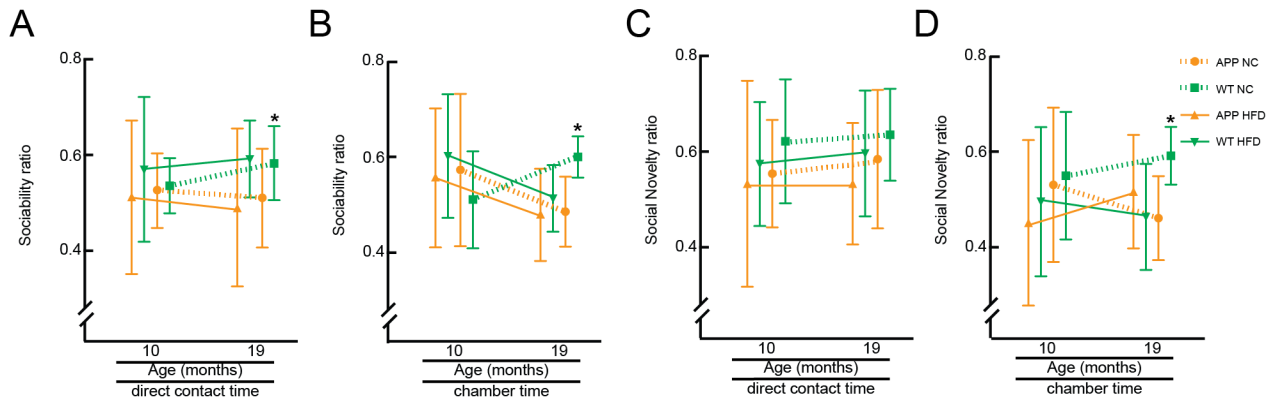 A
B
C
D
Sociability ratio
0.8
0.6
0.4
*
10
19
Age (months)
direct contact time
Sociability ratio
0.8
0.6
0.4
*
10
19
Age (months)
chamber time
Social Novelty ratio
0.8
0.6
0.4
10
19
Age (months)
direct contact time
Social Novelty ratio
0.8
0.6
0.4
*
10
19
Age (months)
chamber time
APP NC
WT NC
APP HFD
WT HFD